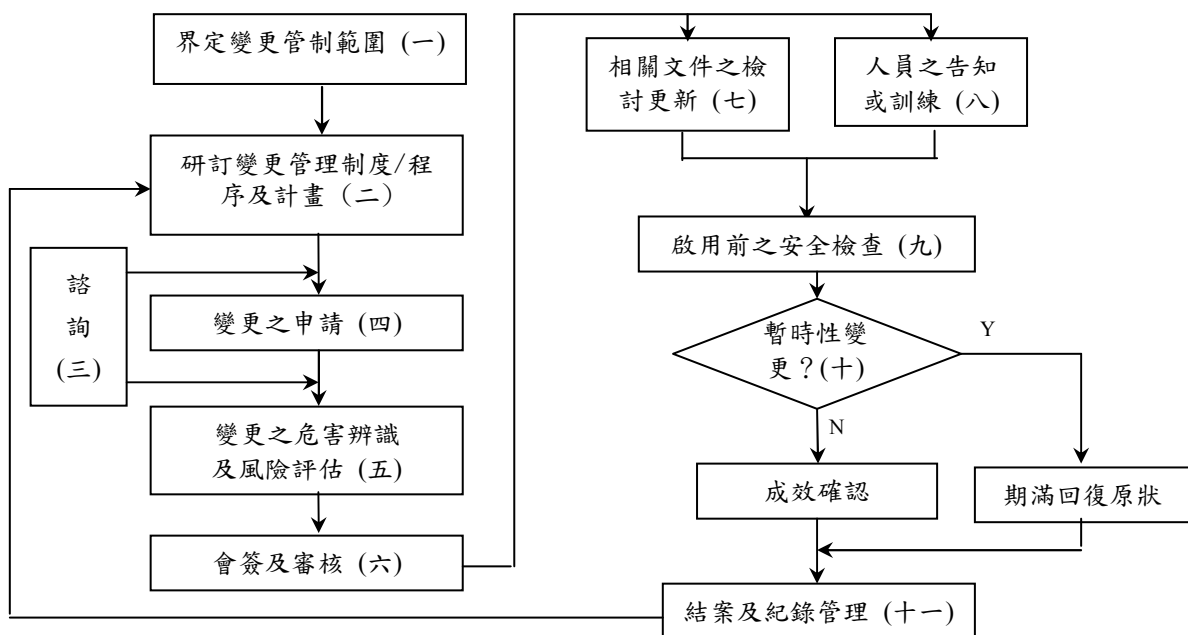 界定變更管制範圍 (一)
研訂變更管理制度/程
序及計畫 (二)
諮
詢
(三)
變更之申請 (四)
變更之危害辨識
及風險評估 (五)
會簽及審核 (六)
相關文件之檢
討更新 (七)
人員之告知
或訓練 (八)
啟用前之安全檢查 (九)
暫時性變
更？(十)
Y
N
成效確認
期滿回復原狀
結案及紀錄管理 (十一)